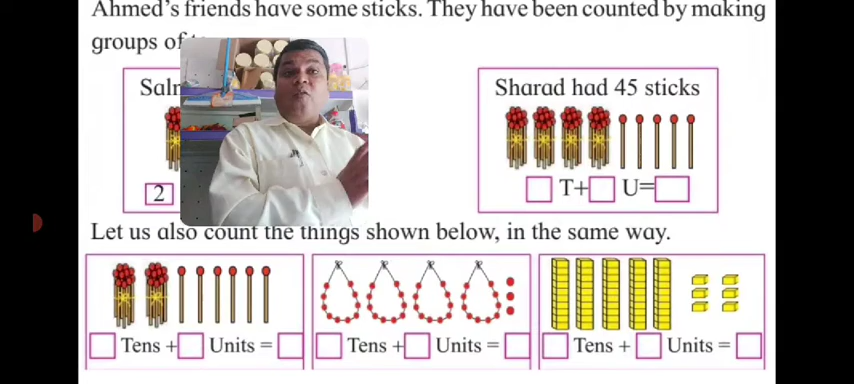 Ahmed's friends have some sticks. They have been counted by making
groups of
Sharad had 45 sticks
2
T+ U=
Let us also count the things shown below, in the same way.
Tens + Units = Tens + Units = Tens + Units =